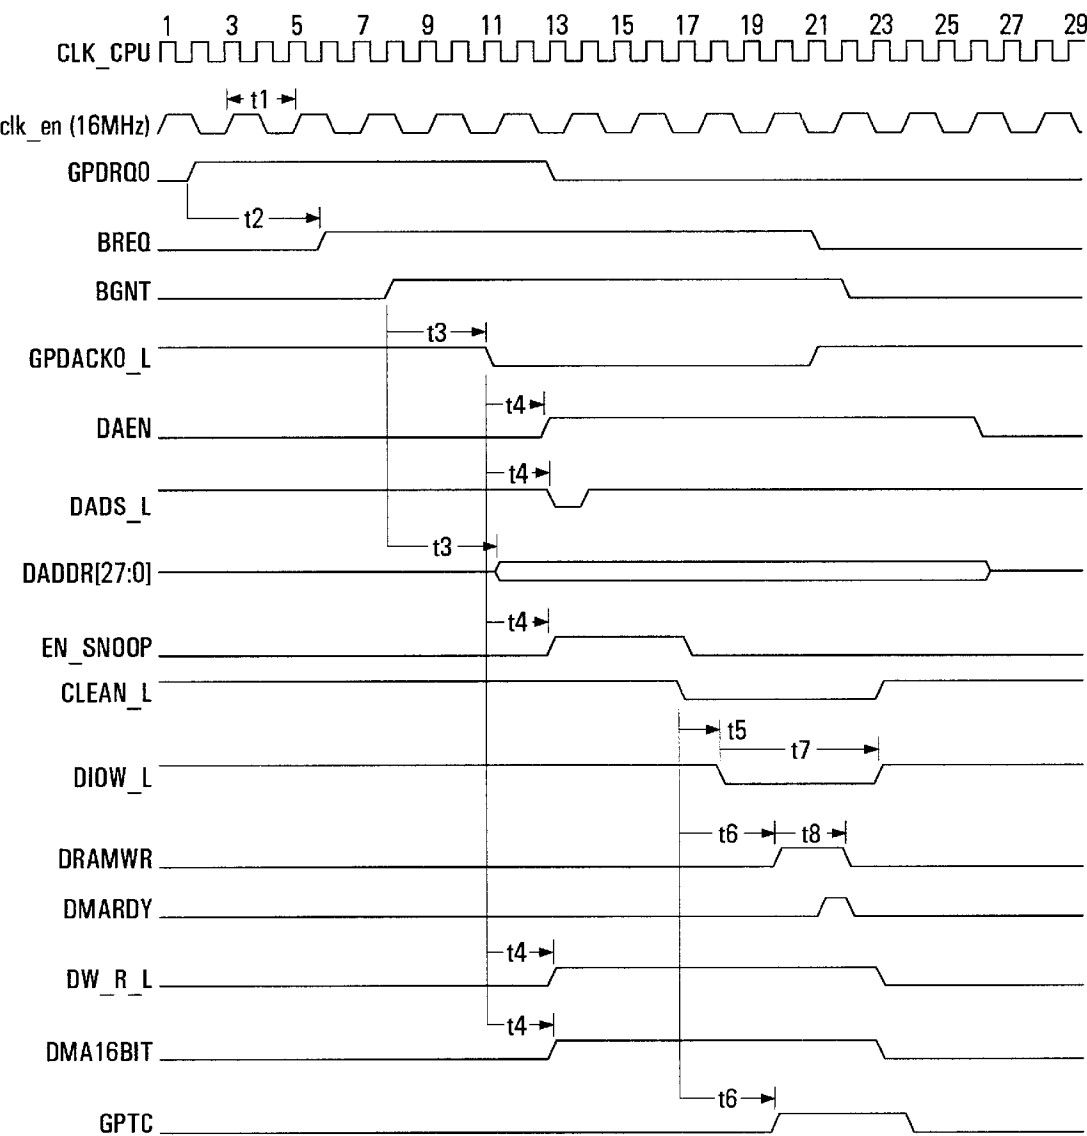 1 3 5 7 9 11 13 15 17 19 21 23 25 27 29
CLK_CPU
t1
clk_en (16MHz)
GPDRQ0
t2
BREQ
BGNT
t3
GPDACK0_L
t4
DAEN
t4
DADS_L
t3
DADDR[27:0]
t4
EN_SNOOP
CLEAN_L
t5
t7
DIOW_L
t6 t8
DRAMWR
DMARDY
t4
DW_R_L
t4
DMA16BIT
t6
GPTC